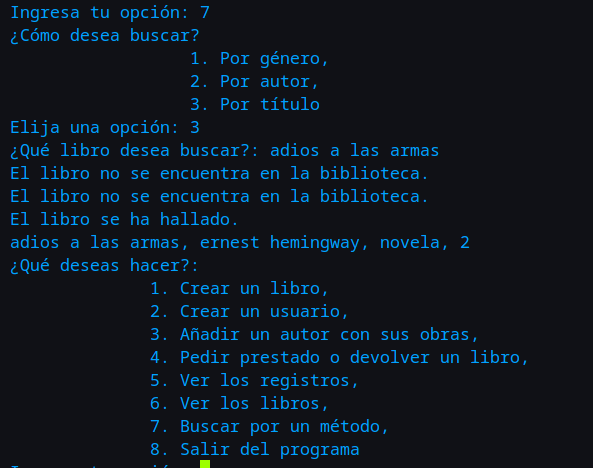 Ingresa tu opción: 7
¿Cómo desea buscar?
1. Por género,
2. Por autor,
3. Por título
Elija una opción: 3
¿Qué libro desea buscar?: adios a las armas
El libro no se encuentra en la biblioteca.
El libro no se encuentra en la biblioteca.
El libro se ha hallado.
adios a las armas, ernest hemingway, novela, 2
¿Qué deseas hacer?:
1. Crear un libro,
2. Crear un usuario,
3. Añadir un autor con sus obras,
4. Pedir prestado o devolver un libro,
5. Ver los registros,
6. Ver los libros,
7. Buscar por un método,
8. Salir del programa